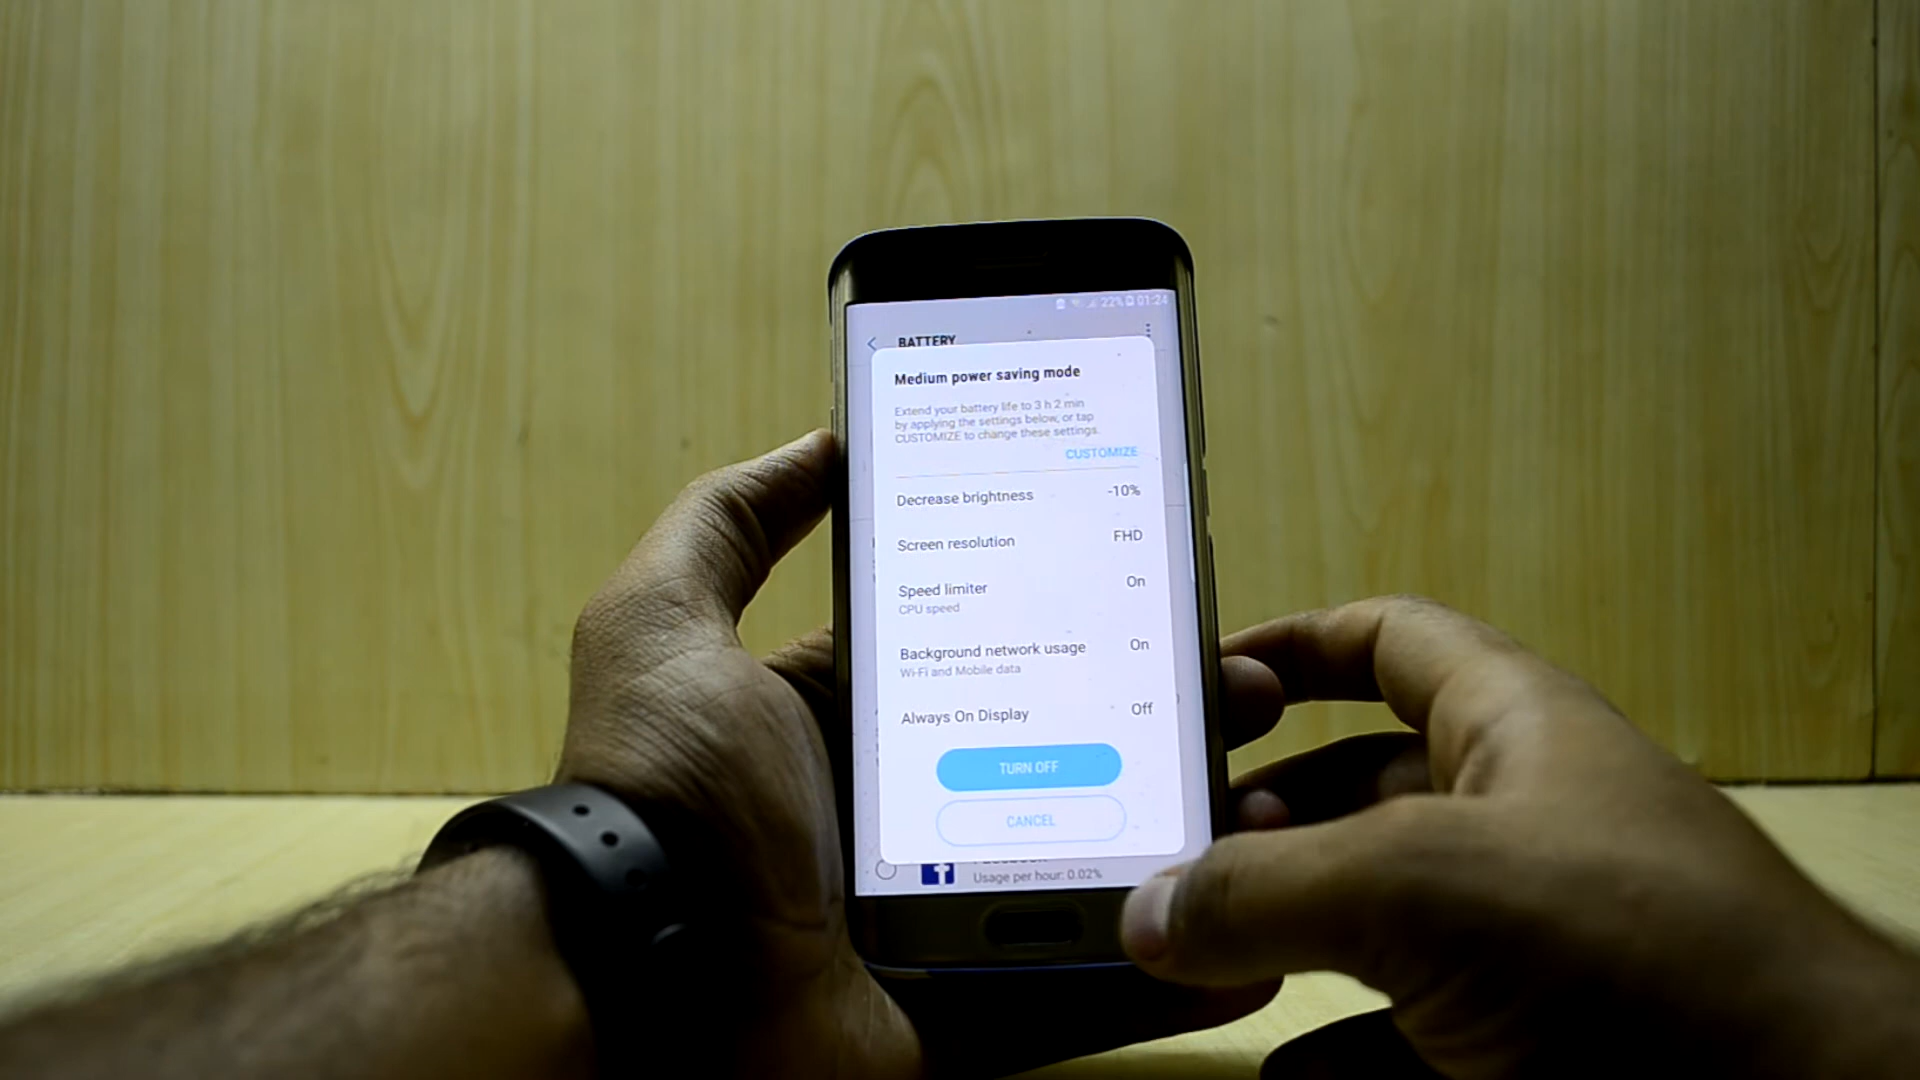 22% 01:24
BATTERY
Medium power saving mode
Extend your battery life to 3 h 2 min
by applying the settings below, or tap
CUSTOMIZE to change these settings.
CUSTOMIZE
Decrease brightness -10%
Screen resolution FHD
Speed limiter On
CPU speed
Background network usage On
Wi-Fi and Mobile data
Always On Display Off
TURN OFF
CANCEL
Usage per hour: 0.02%